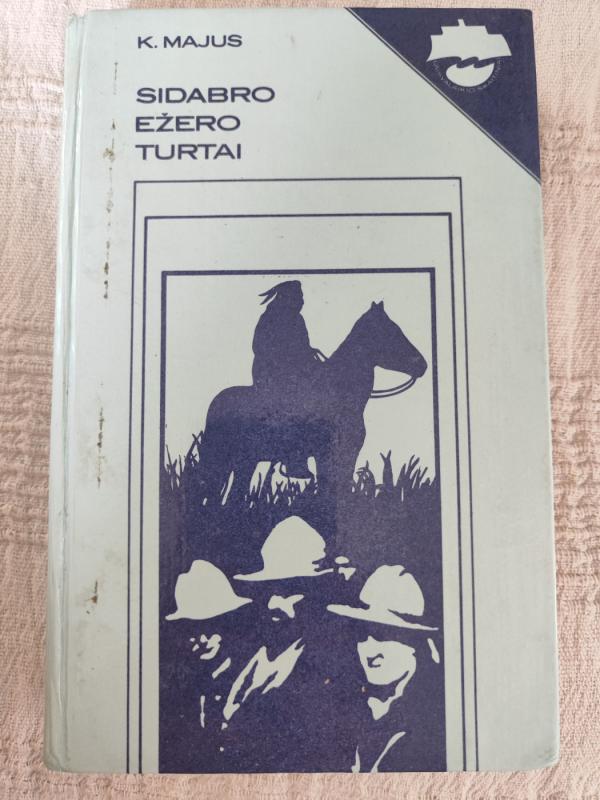 K. MAJUS
SIDABRO
EŽERO
TURTAI